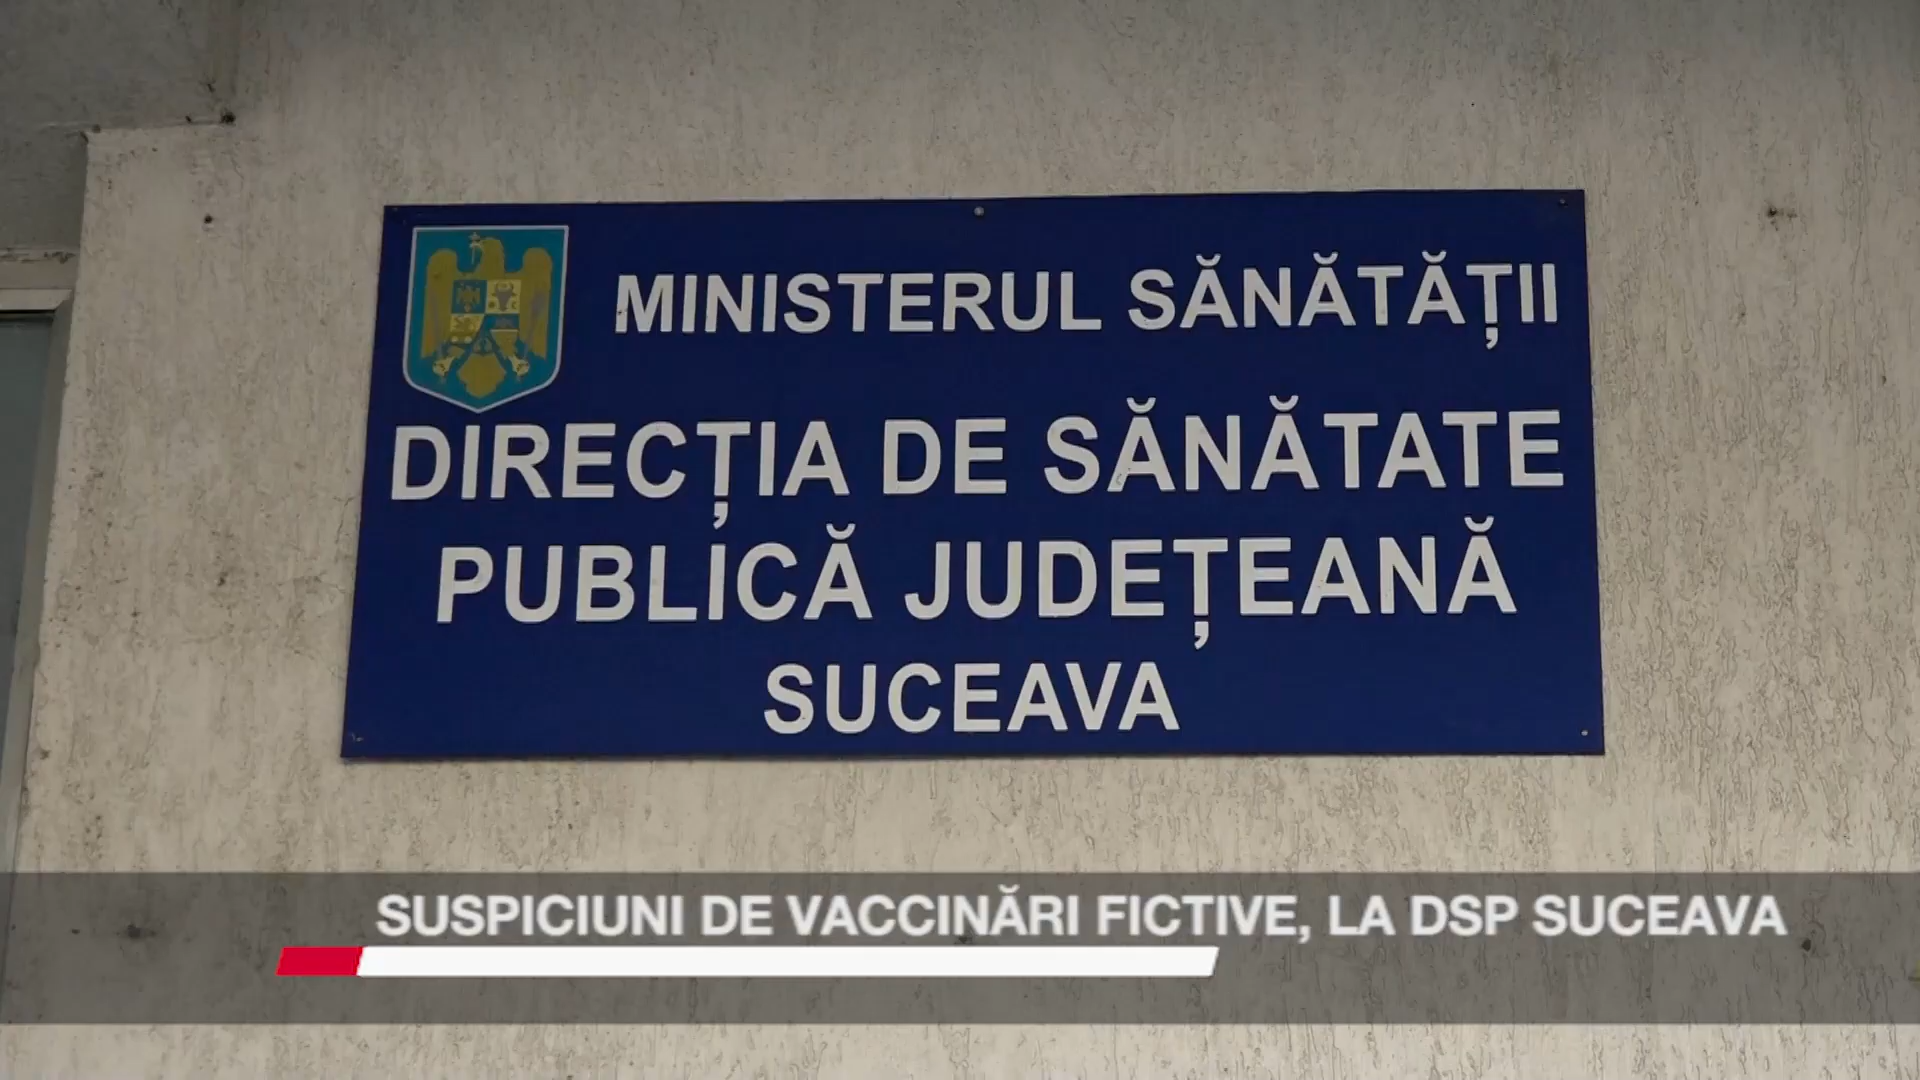 MINISTERUL SĂNĂTĂȚII
DIRECȚIA DE SĂNĂTATE
PUBLICĂ JUDEȚEANĂ
SUCEAVA
SUSPICIUNI DE VACCINĂRI FICTIVE, LA DSP SUCEAVA